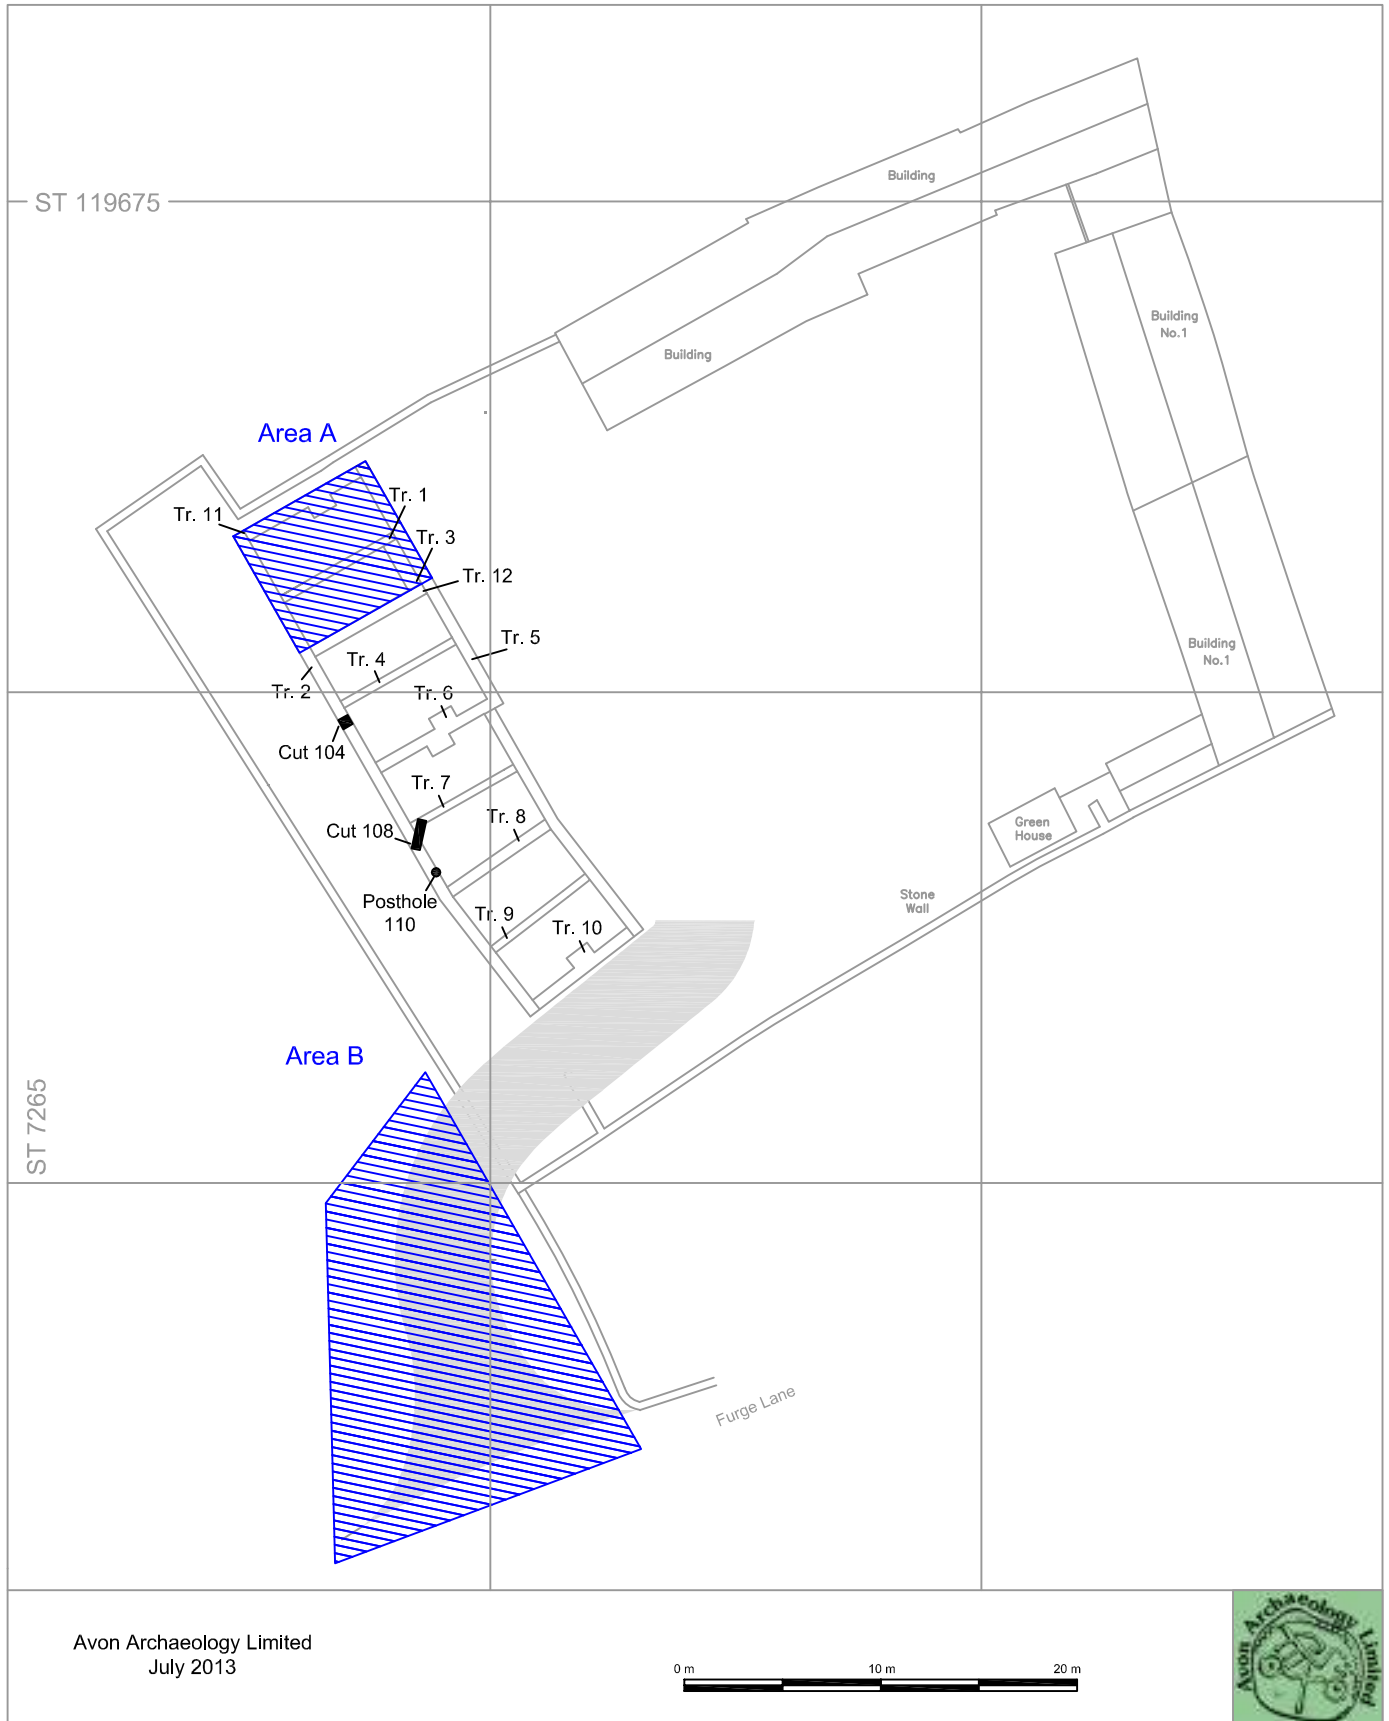 Building
ST 119675
Building
No.1
Building
Area A
Tr. 1
Tr. 11
Tr. 3
Tr. 12
Tr. 5
Tr. 4
Tr. 2
Tr. 6
Building
No.1
Cut 104
Tr. 7
Tr. 8
Cut 108
Green
House
Posthole
110
Stone
Wall
Tr. 9
Tr. 10
Area B
ST 7265
Furge Lane
Avon Archaeology Limited
July 2013
0 m
10 m
20 m
Avon Archaeology Limited